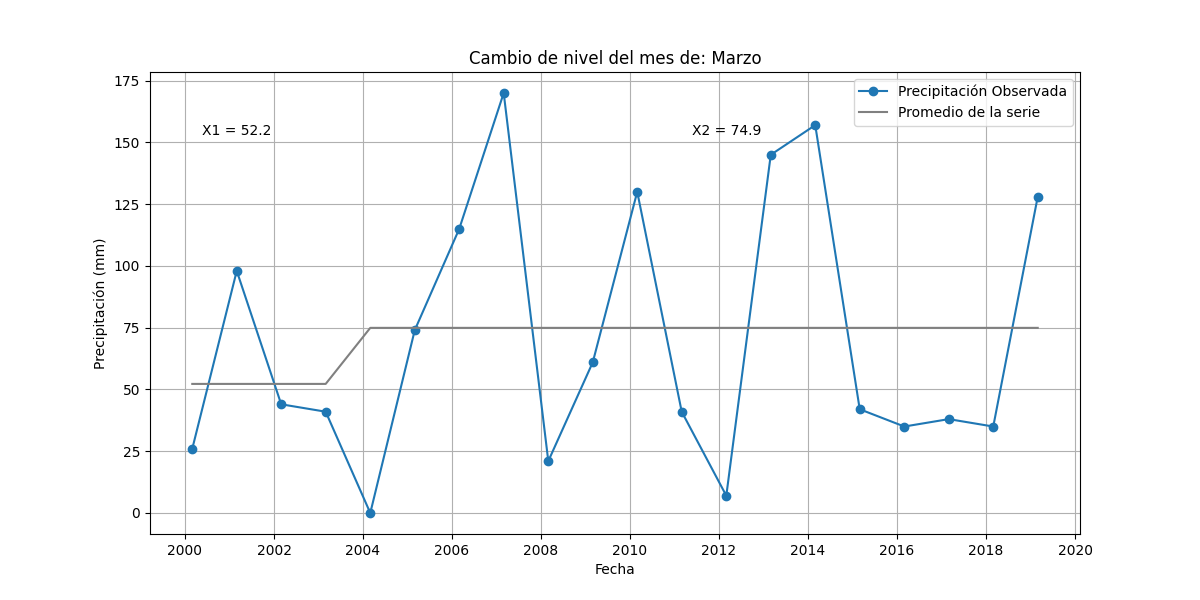 Cambio de nivel del mes de: Marzo
Precipitación Observada
Promedio de la serie
X1 = 52.2
X2 = 74.9
Precipitación (mm)
175
150
125
100
75
50
25
0
2000 2002 2004 2006 2008 2010 2012 2014 2016 2018 2020
Fecha